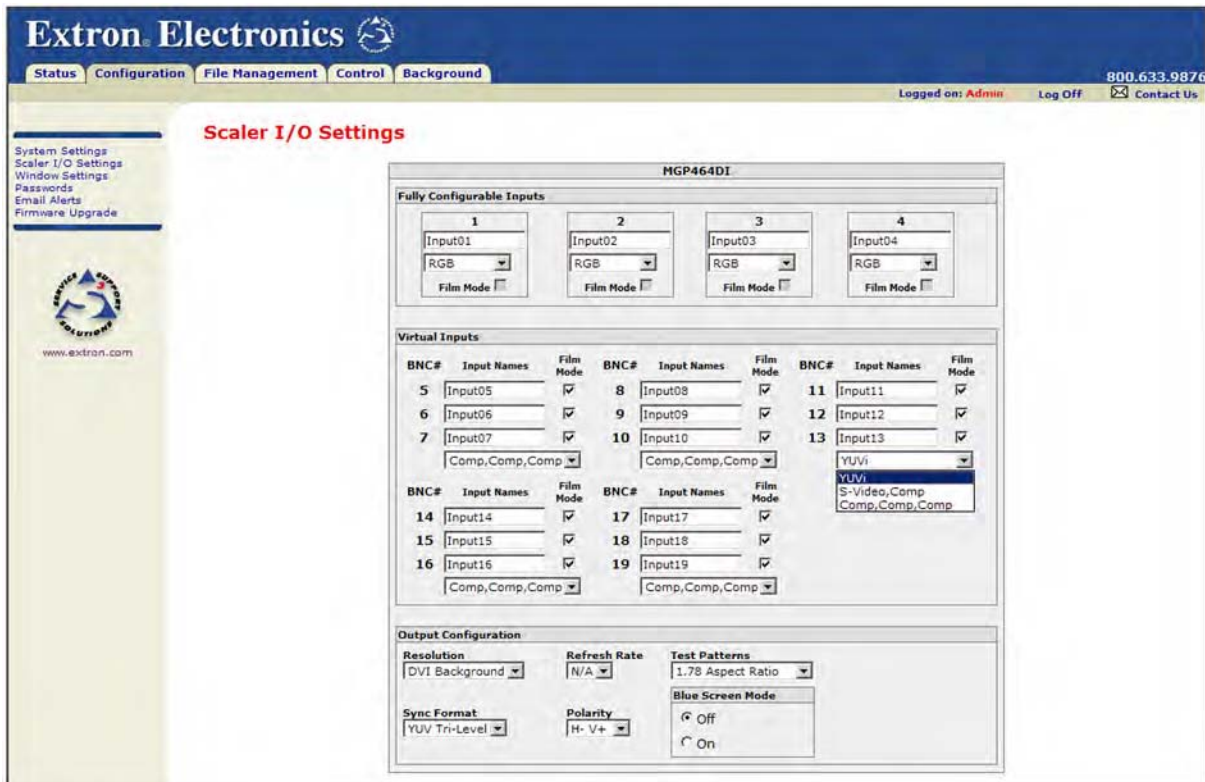 Extron® Electronics
Status Configuration File Management Control Background
800.633.9876
Logged on: Admin Log Off Contact Us
System Settings
Scaler I/O Settings
Window Settings
Passwords
Email Alerts
Firmware Upgrade
SERVICE SUPPORT SOLUTIONS
S3
www.extron.com
Scaler I/O Settings
MGP464DI
Fully Configurable Inputs
1 2 3 4
Input01 Input02 Input03 Input04
RGB RGB RGB RGB
Film Mode Film Mode Film Mode Film Mode
Virtual Inputs
BNC# Input Names Film Mode BNC# Input Names Film Mode BNC# Input Names Film Mode
5 Input05 8 Input08 11 Input11
6 Input06 9 Input09 12 Input12
7 Input07 10 Input10 13 Input13
Comp,Comp,Comp Comp,Comp,Comp YUVi
YUVi
S-Video,Comp
Comp,Comp,Comp
BNC# Input Names Film Mode BNC# Input Names Film Mode
14 Input14 17 Input17
15 Input15 18 Input18
16 Input16 19 Input19
Comp,Comp,Comp Comp,Comp,Comp
Output Configuration
Resolution Refresh Rate Test Patterns
DVI Background N/A 1.78 Aspect Ratio
Blue Screen Mode
Sync Format Polarity Off
YUV Tri-Level H- V+ On